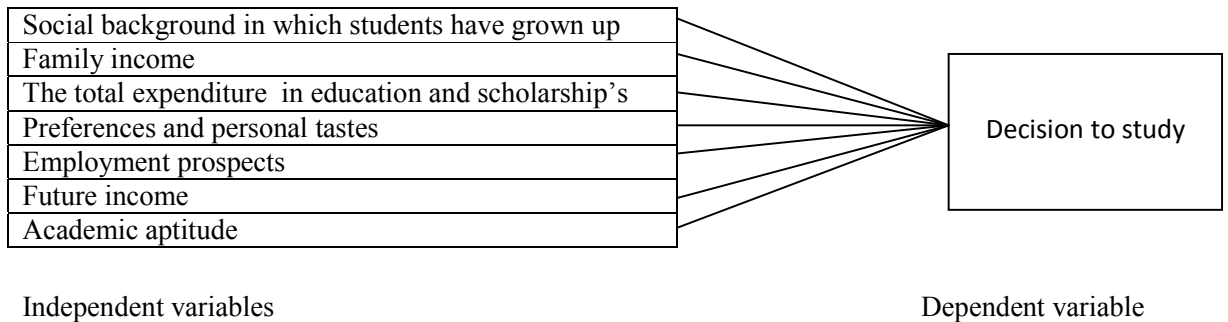 Social background in which students have grown up
Family income
The total expenditure in education and scholarship’s
Preferences and personal tastes
Employment prospects
Future income
Academic aptitude
Decision to study
Independent variables
Dependent variable